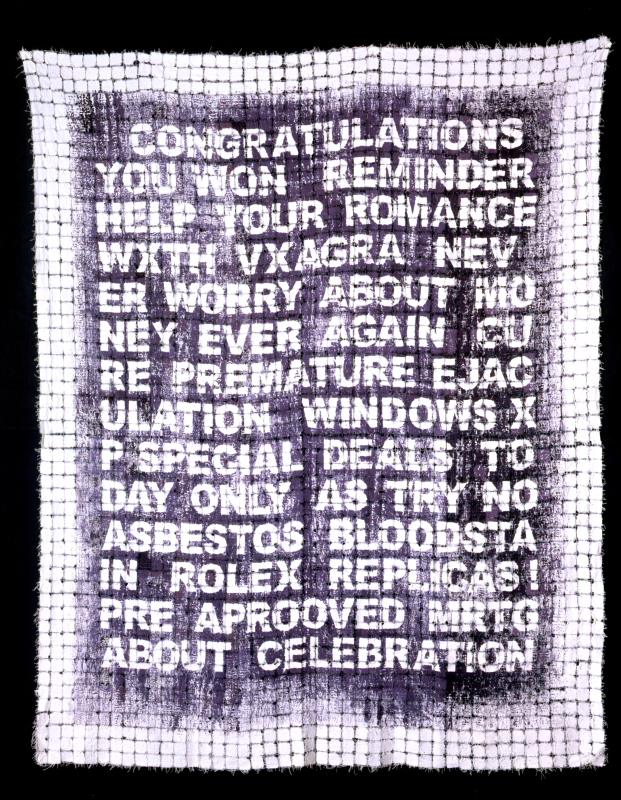 CONGRATULATIONS
YOU WON REMINDER
HELP YOUR ROMANCE
WXTH VXAGRA NEV
ER WORRY ABOUT MO
NEY EVER AGAIN CU
RE PREMATURE EJAC
ULATION WINDOWS X
P SPECIAL DEALS TO
DAY ONLY AS TRY NO
ASBESTOS BLOODSTA
IN ROLEX REPLICAS!
PRE APROOVED MRTG
ABOUT CELEBRATION